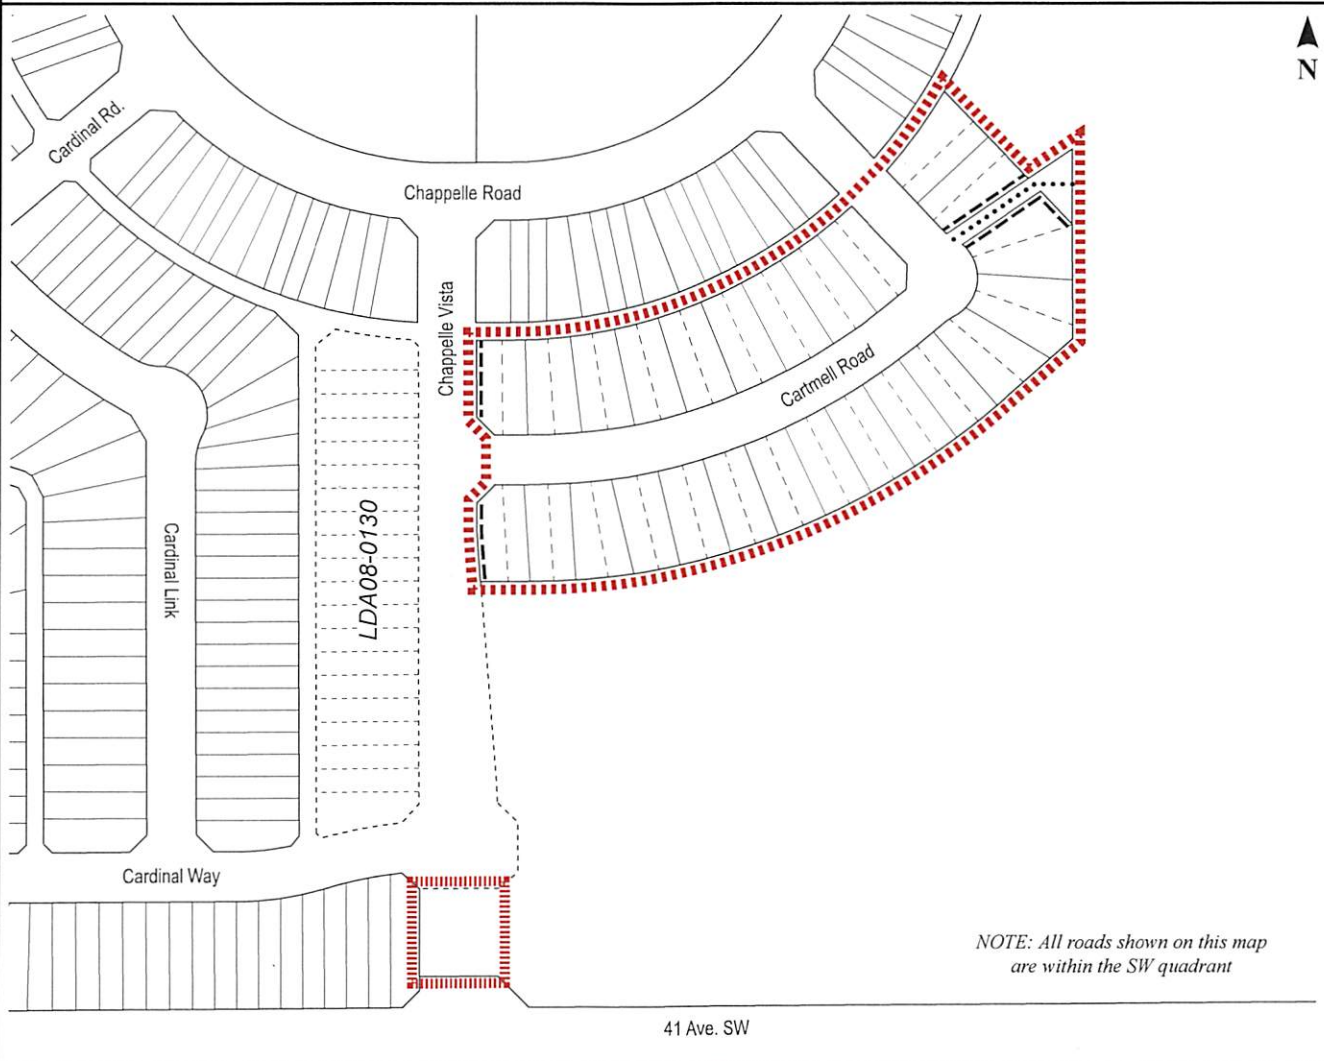 N
Cardinal Rd.
Chappelle Road
Chappelle Vista
Cartmell Road
LDA08-0130
Cardinal Link
Cardinal Way
NOTE: All roads shown on this map
are within the SW quadrant
41 Ave. SW